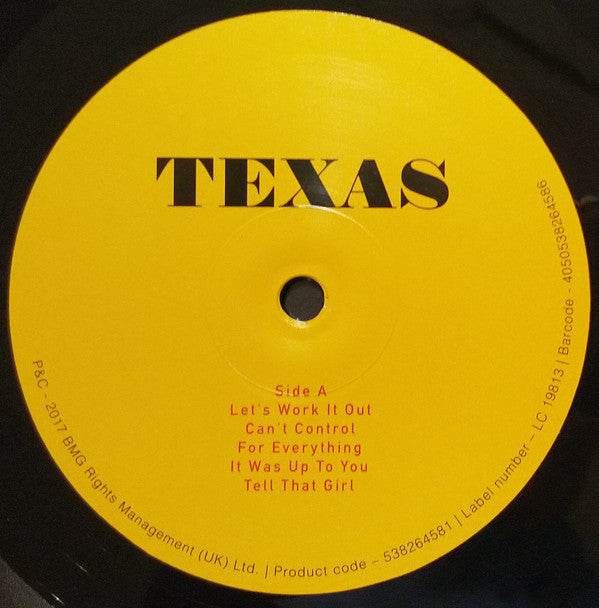 TEXAS
Side A
Let's Work It Out
Can't Control
For Everything
It Was Up To You
Tell That Girl
P&C - 2017 BMG Rights Management (UK) Ltd. | Product code – 538264581 | Label number – LC 19813 | Barcode - 4050538264586